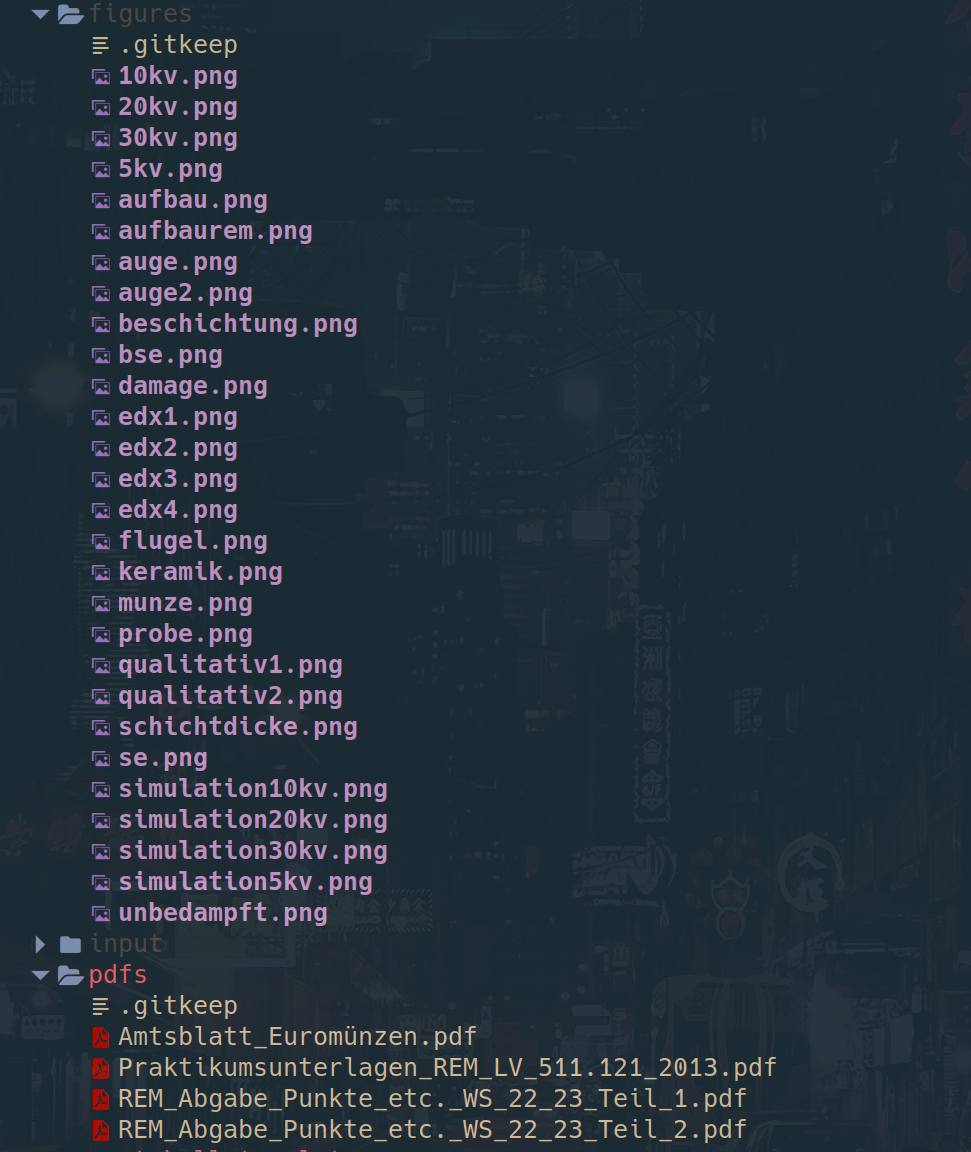 figures
.gitkeep
10kv.png
20kv.png
30kv.png
5kv.png
aufbau.png
aufbaurem.png
auge.png
auge2.png
beschichtung.png
bse.png
damage.png
edx1.png
edx2.png
edx3.png
edx4.png
flugel.png
keramik.png
munze.png
probe.png
qualitativ1.png
qualitativ2.png
schichtdicke.png
se.png
simulation10kv.png
simulation20kv.png
simulation30kv.png
simulation5kv.png
unbedampft.png
input
pdfs
.gitkeep
Amtsblatt_Euromünzen.pdf
Praktikumsunterlagen_REM_LV_511.121_2013.pdf
REM_Abgabe_Punkte_etc._WS_22_23_Teil_1.pdf
REM_Abgabe_Punkte_etc._WS_22_23_Teil_2.pdf